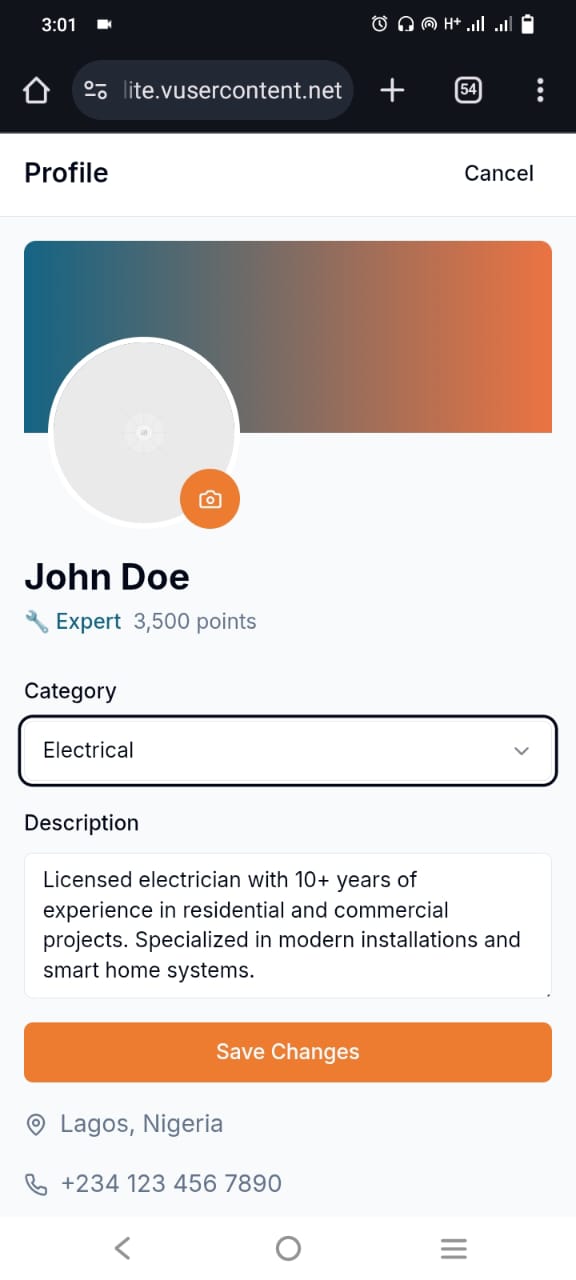 3:01
H+
lite.vusercontent.net
54
Profile
Cancel
John Doe
Expert 3,500 points
Category
Electrical
Description
Licensed electrician with 10+ years of
experience in residential and commercial
projects. Specialized in modern installations and
smart home systems.
Save Changes
Lagos, Nigeria
+234 123 456 7890